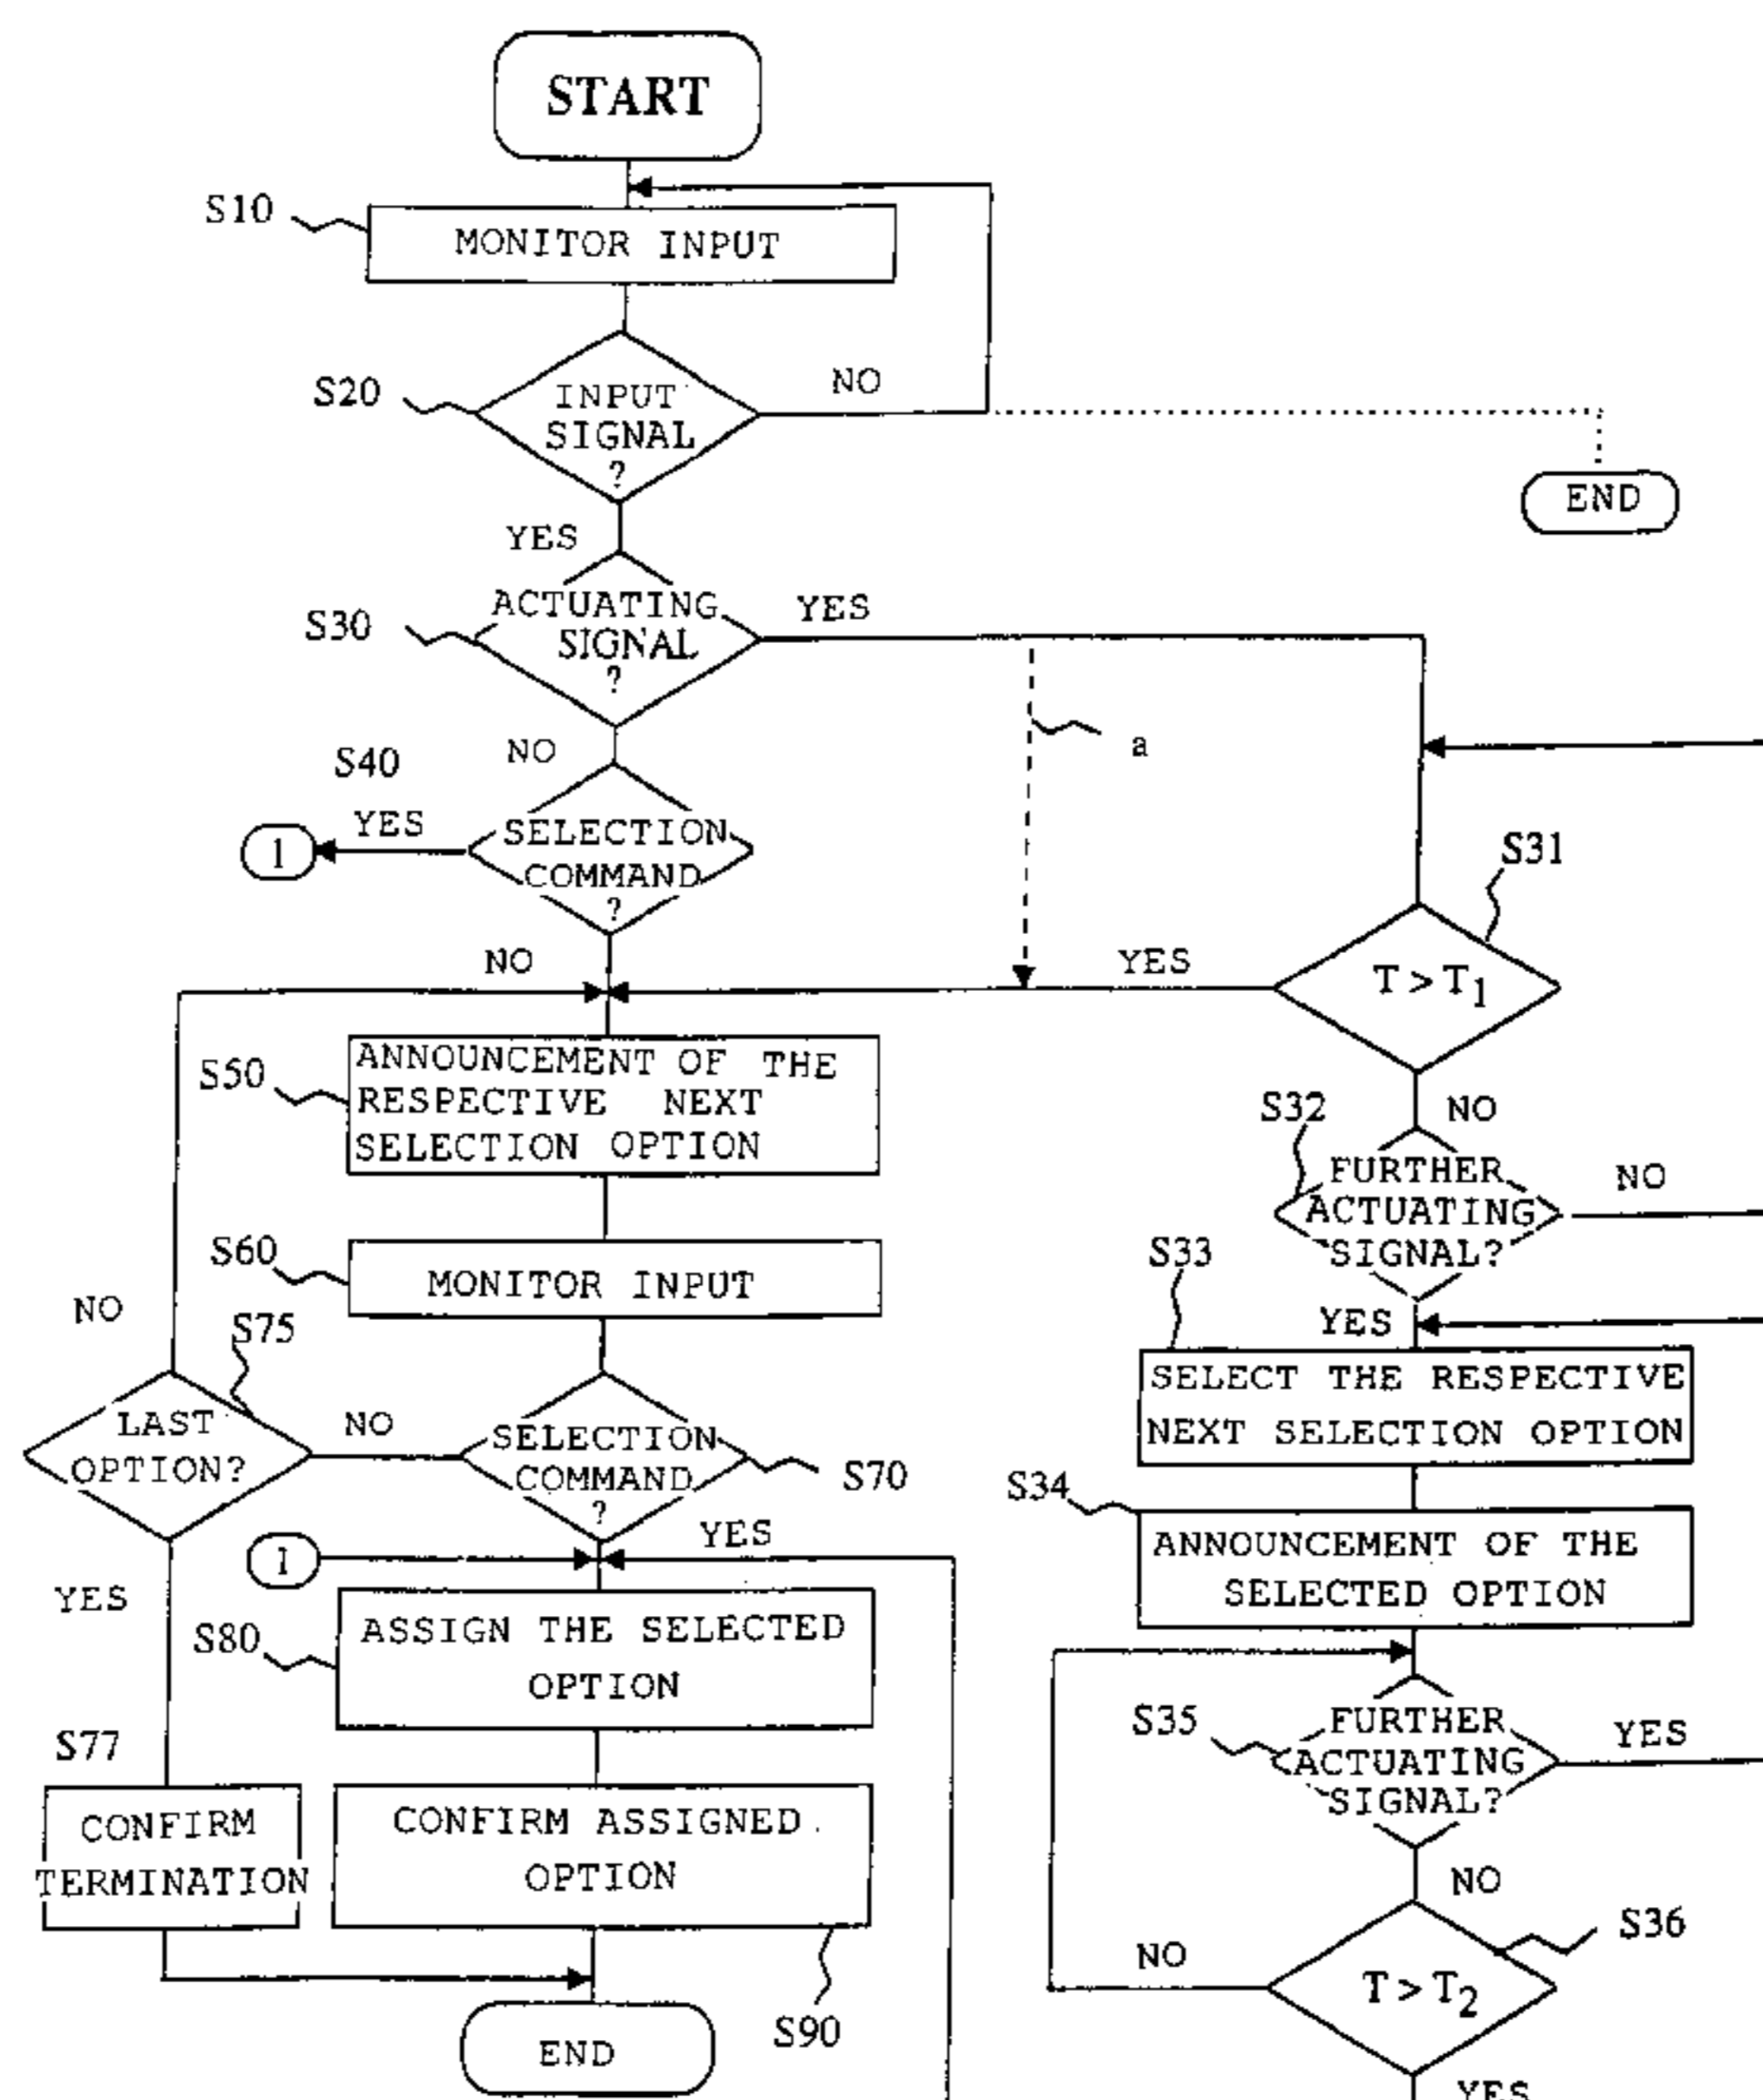 START
S10
MONITOR INPUT
S20
INPUT
SIGNAL
?
NO
END
YES
S30
ACTUATING
SIGNAL
?
YES
a
NO
S40
SELECTION
COMMAND
?
YES
1
NO
S31
T > T1
YES
NO
S50
ANNOUNCEMENT OF THE
RESPECTIVE NEXT
SELECTION OPTION
S32
FURTHER
ACTUATING
SIGNAL?
NO
YES
S60
MONITOR INPUT
S33
SELECT THE RESPECTIVE
NEXT SELECTION OPTION
NO
S75
LAST
OPTION?
NO
SELECTION
COMMAND
?
S70
YES
S34
ANNOUNCEMENT OF THE
SELECTED OPTION
1
YES
S80
ASSIGN THE SELECTED
OPTION
S35
FURTHER
ACTUATING
SIGNAL?
YES
NO
S77
CONFIRM
TERMINATION
CONFIRM ASSIGNED
OPTION
S90
S36
T > T2
NO
YES
END